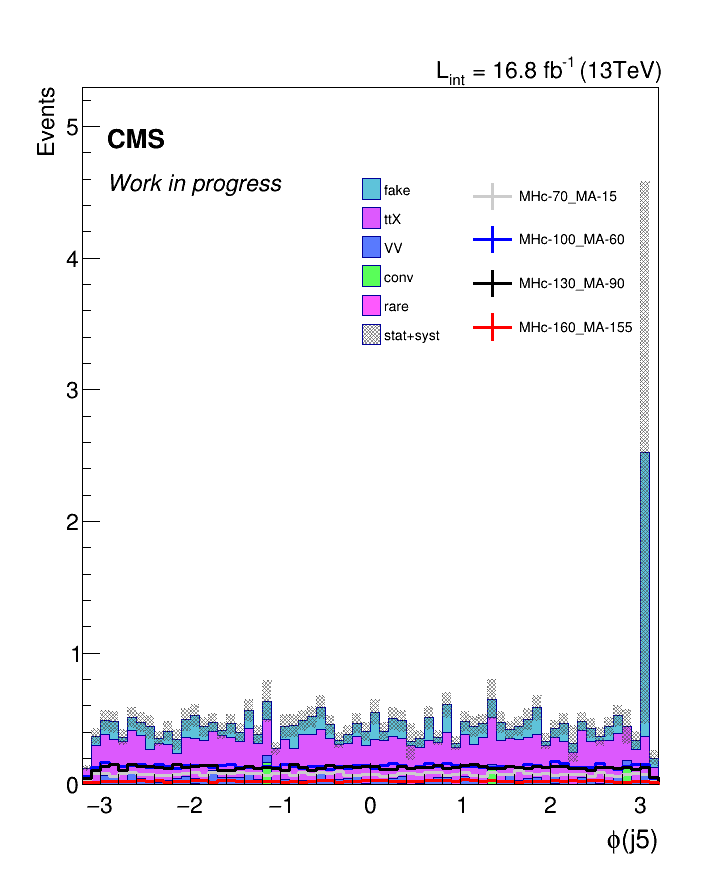 L_int = 16.8 fb^-1 (13TeV)
Events
CMS
Work in progress
fake
ttX
VV
conv
rare
stat+syst
MHc-70_MA-15
MHc-100_MA-60
MHc-130_MA-90
MHc-160_MA-155
5
4
3
2
1
0
−3 −2 −1 0 1 2 3
ϕ(j5)